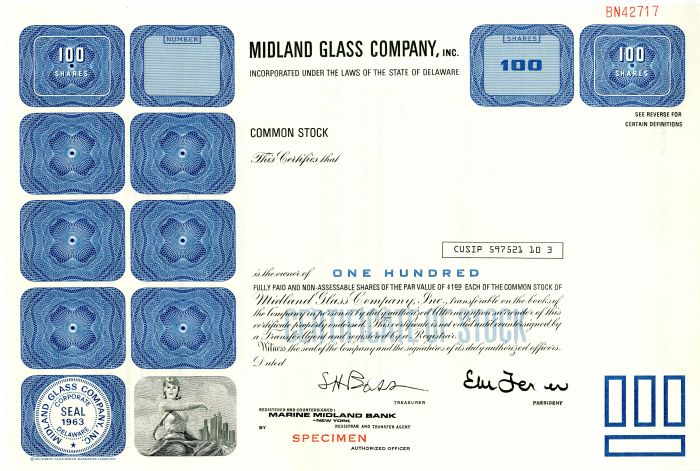 BN42717
100
SHARES
NUMBER
MIDLAND GLASS COMPANY, INC.
INCORPORATED UNDER THE LAWS OF THE STATE OF DELAWARE
SHARES
100
100
SHARES
SEE REVERSE FOR
CERTAIN DEFINITIONS
COMMON STOCK
This Certifies that
CUSIP 597521 10 3
is the owner of ONE HUNDRED
FULLY PAID AND NON-ASSESSABLE SHARES OF THE PAR VALUE OF $1.00 EACH OF THE COMMON STOCK OF
Midland Glass Company, Inc., transferable on the books of
the Company in person or by duly authorized Attorney upon surrender of this
certificate properly endorsed. This certificate is not valid until countersigned by
a Transfer Agent and registered by a Registrar.
Witness the seal of the Company and the signatures of its duly authorized officers.
CERTIFICATE OF STOCK
Dated
TREASURER
PRESIDENT
MIDLAND GLASS COMPANY, INC.
CORPORATE
SEAL
1963
DELAWARE
REGISTERED AND COUNTERSIGNED:
MARINE MIDLAND BANK
-NEW YORK
REGISTRAR AND TRANSFER AGENT
BY SPECIMEN
AUTHORIZED OFFICER